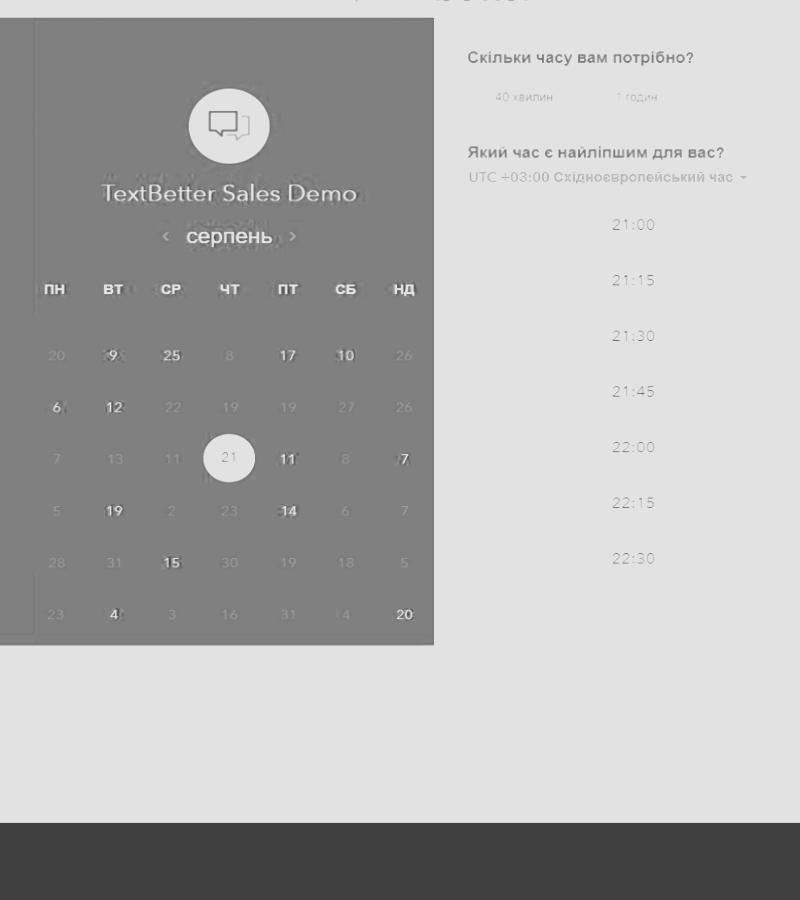 TextBetter Sales Demo
серпень
ПН ВТ СР ЧТ ПТ СБ НД
20 9 25 8 17 10 26
6 12 22 19 19 27 26
7 13 11 21 11 8 7
5 19 2 23 14 6 7
28 31 15 30 19 18 5
23 4 3 16 31 4 20
Скільки часу вам потрібно?
40 хвилин 1 годин
Який час є найліпшим для вас?
UTC +03:00 Східноєвропейський час
21:00
21:15
21:30
21:45
22:00
22:15
22:30